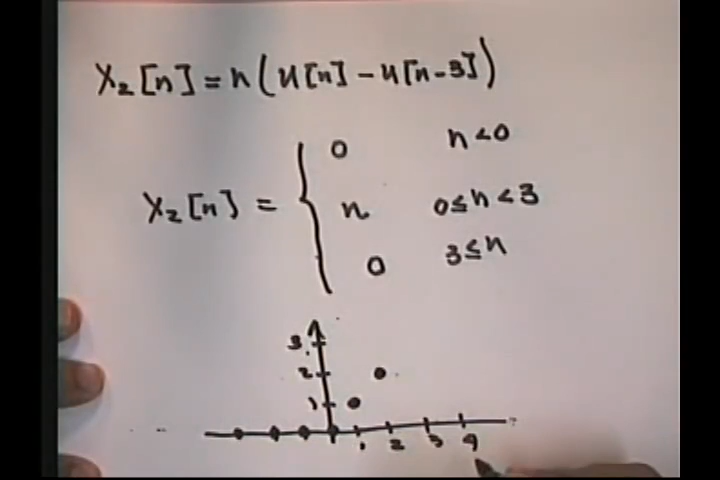 X₂[n] = n(u[n] - u[n-3])
0 n<0
X₂[n] = { n 0≤n<3
0 3≤n
3
2
1
1 2 3 4